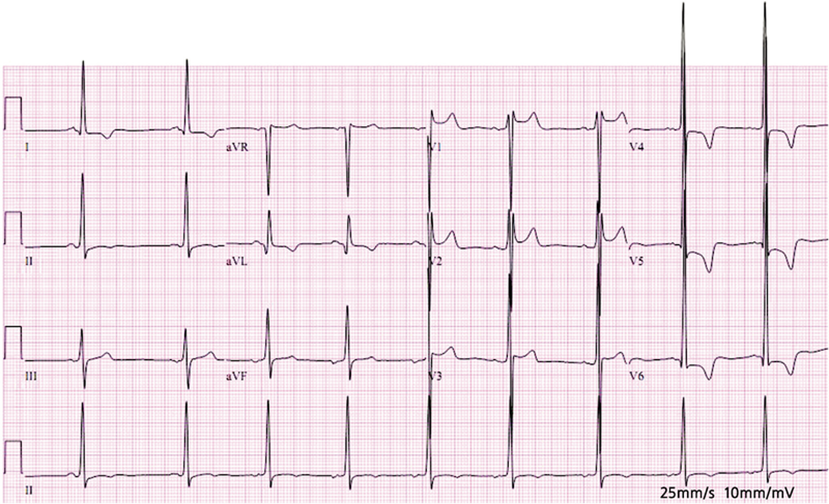 I aVR V1 V4
II aVL V2 V5
III aVF V3 V6
II
25mm/s 10mm/mV